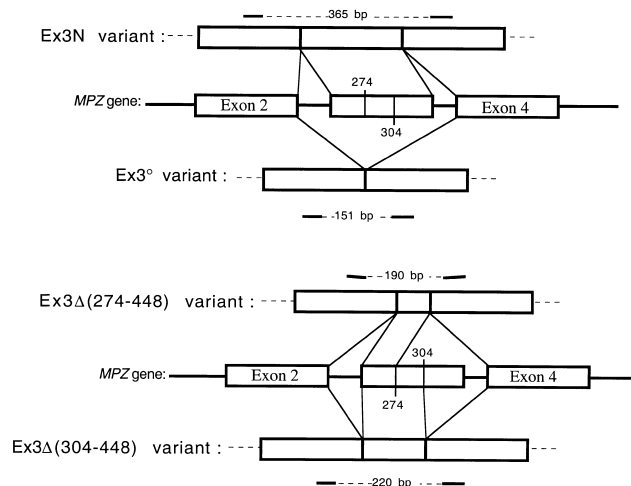 365 bp
Ex3N variant :
274
MPZ gene: Exon 2 Exon 4
304
Ex3° variant :
151 bp
190 bp
Ex3Δ(274-448) variant :
304
MPZ gene: Exon 2 Exon 4
274
Ex3Δ(304-448) variant :
220 bp